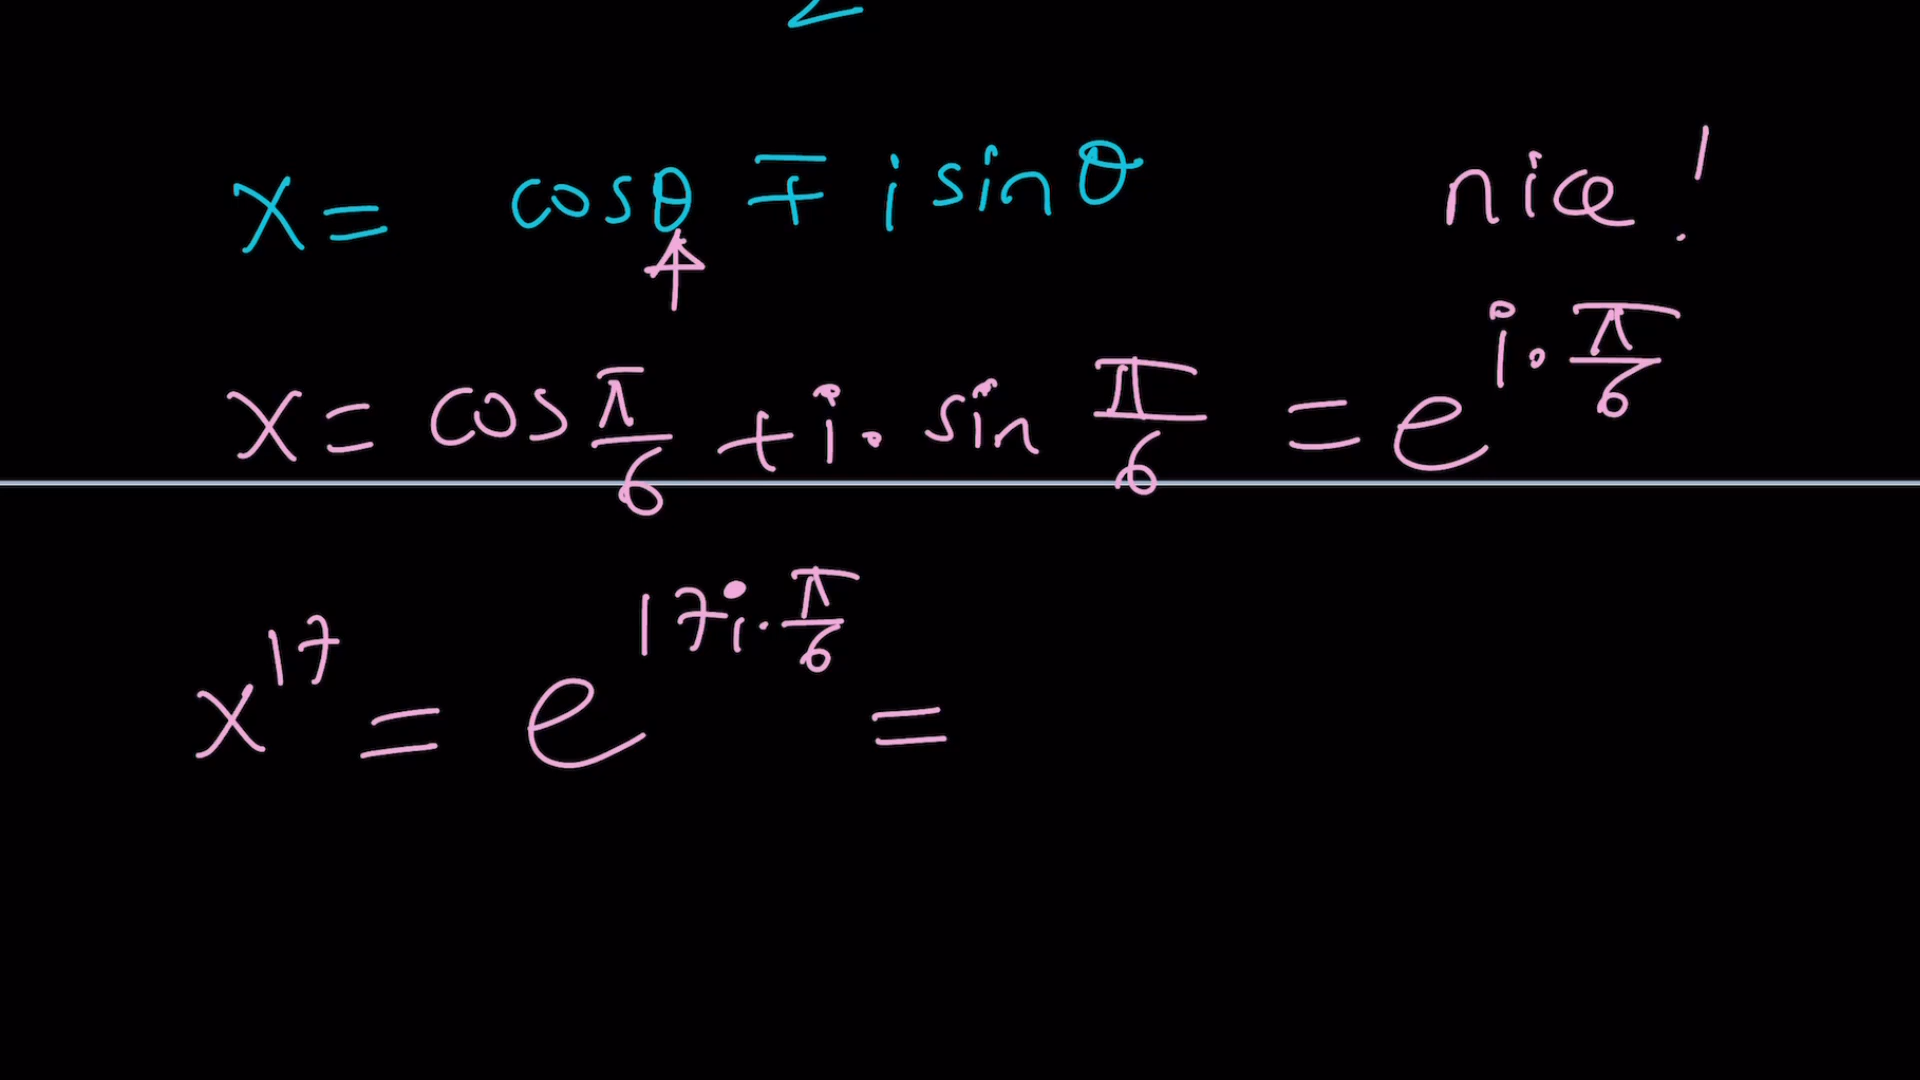 x = cosθ ∓ i sinθ nice!
x = cos π/6 + i · sin π/6 = e^(i · π/6)
x^17 = e^(17i · π/6) =